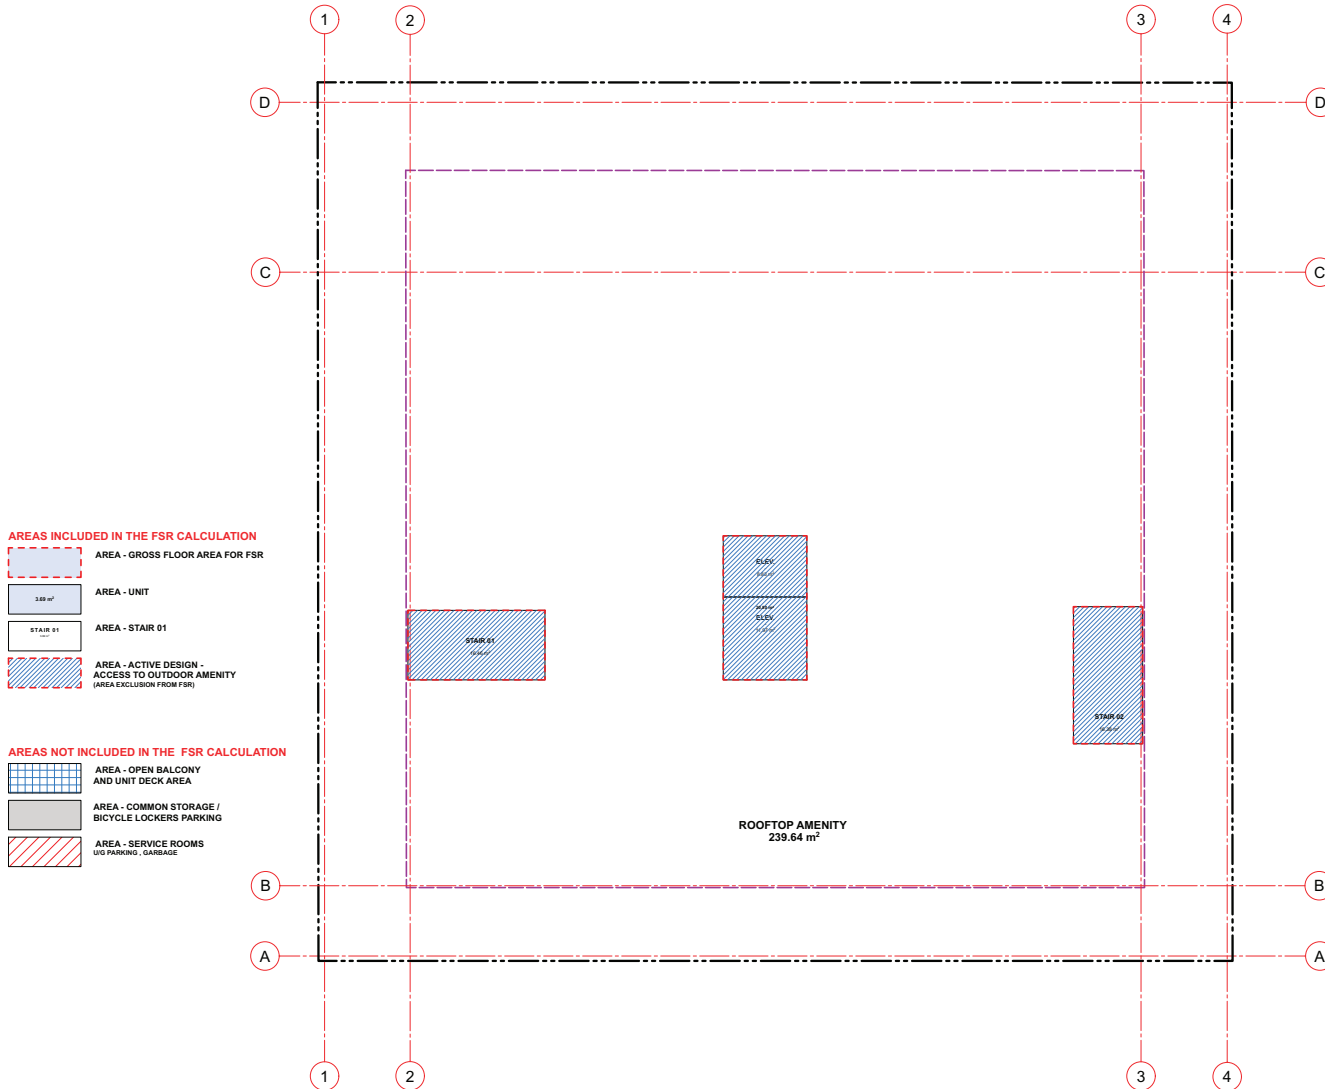 1
2
3
4
D
D
C
C
AREAS INCLUDED IN THE FSR CALCULATION
AREA - GROSS FLOOR AREA FOR FSR
3.69 m²
AREA - UNIT
STAIR 01
AREA - STAIR 01
AREA - ACTIVE DESIGN -
ACCESS TO OUTDOOR AMENITY
(AREA EXCLUSION FROM FSR)
ELEV.
ELEV.
STAIR 01
STAIR 02
AREAS NOT INCLUDED IN THE FSR CALCULATION
AREA - OPEN BALCONY
AND UNIT DECK AREA
AREA - COMMON STORAGE /
BICYCLE LOCKERS PARKING
AREA - SERVICE ROOMS
U/G PARKING , GARBAGE
ROOFTOP AMENITY
239.64 m²
B
B
A
A
1
2
3
4